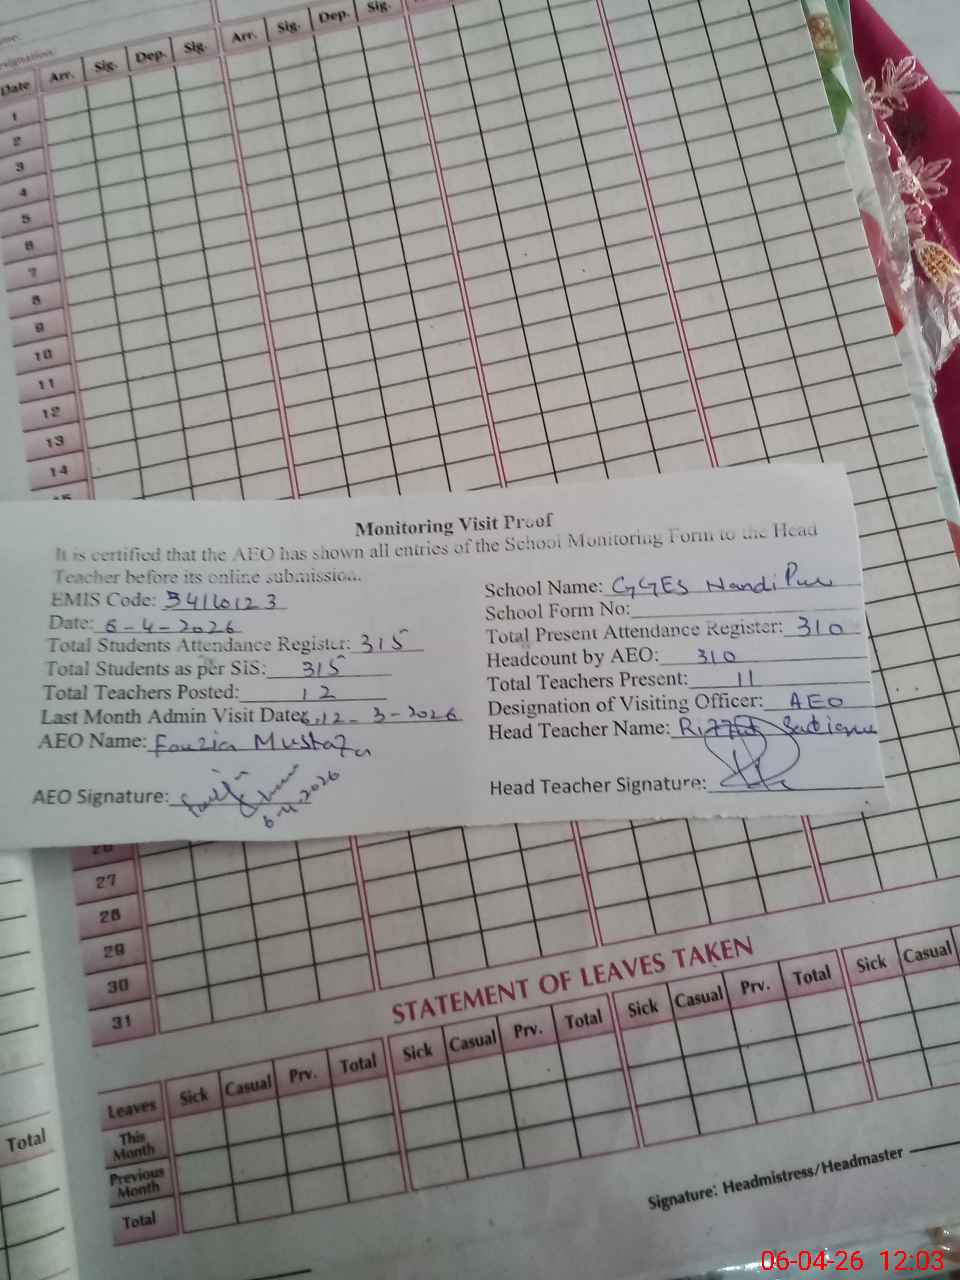 Arr. Sig. Dep. Sig. Arr. Sig. Dep. Sig.
Date
1
2
3
4
5
6
7
8
9
10
11
12
13
14
15
Monitoring Visit Proof
It is certified that the AEO has shown all entries of the School Monitoring Form to the Head
Teacher before its online submission.
EMIS Code: 34160123
Date: 6-4-2026
Total Students Attendance Register: 315
Total Students as per SiS: 315
Total Teachers Posted: 12
Last Month Admin Visit Dates 6,12-3-2026
AEO Name: Fouzia Mustafa
AEO Signature:
6-4-2026
School Name: GGES Nandi Pur
School Form No:
Total Present Attendance Register: 310
Headcount by AEO: 310
Total Teachers Present: 11
Designation of Visiting Officer: AEO
Head Teacher Name:
Head Teacher Signature:
26
27
28
29
30
31
STATEMENT OF LEAVES TAKEN
Leaves Sick Casual Prv. Total Sick Casual Prv. Total Sick Casual Prv. Total Sick Casual
This Month
Previous Month
Total
Total
Signature: Headmistress/Headmaster
06-04-26 12:03